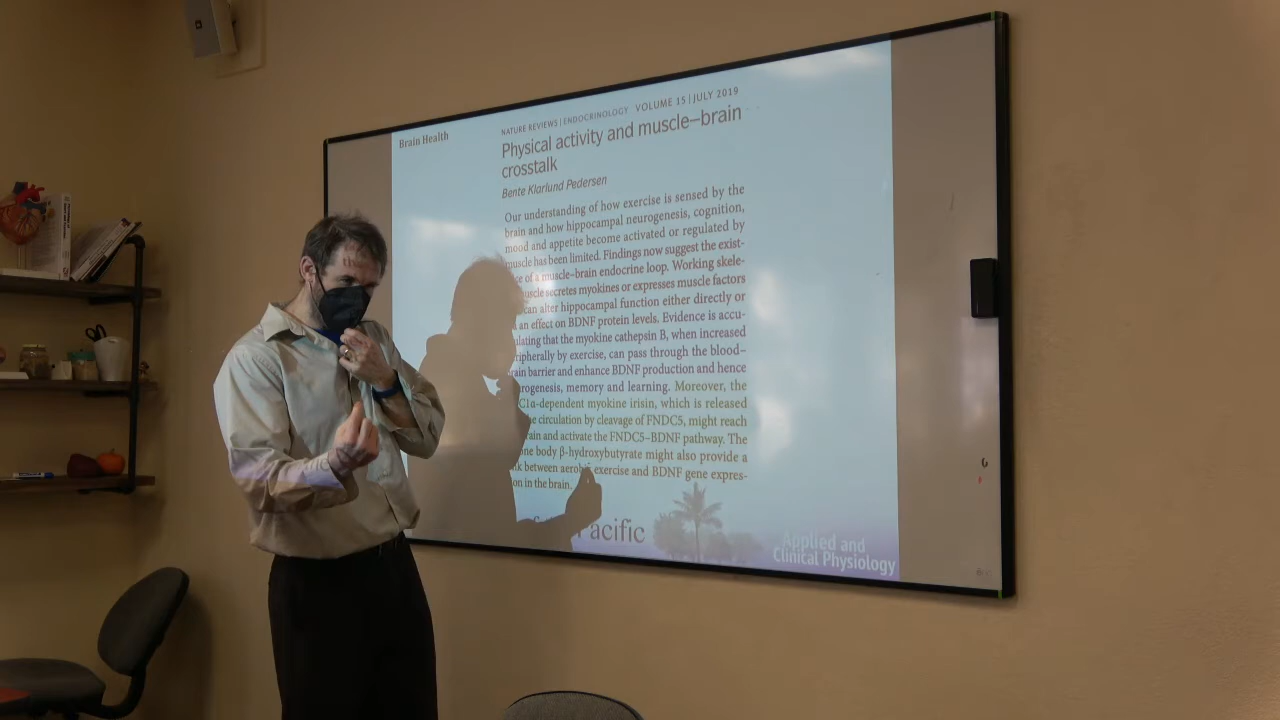 Brain Health
NATURE REVIEWS | ENDOCRINOLOGY VOLUME 15 | JULY 2019
Physical activity and muscle–brain
crosstalk
Bente Klarlund Pedersen
Our understanding of how exercise is sensed by the
brain and how hippocampal neurogenesis, cognition,
mood and appetite become activated or regulated by
muscle has been limited. Findings now suggest the exist-
ce of a muscle–brain endocrine loop. Working skele-
muscle secretes myokines or expresses muscle factors
can alter hippocampal function either directly or
an effect on BDNF protein levels. Evidence is accu-
ulating that the myokine cathepsin B, when increased
ripherally by exercise, can pass through the blood–
rain barrier and enhance BDNF production and hence
rogenesis, memory and learning. Moreover, the
C1α-dependent myokine irisin, which is released
e circulation by cleavage of FNDC5, might reach
rain and activate the FNDC5–BDNF pathway. The
one body β-hydroxybutyrate might also provide a
nk between aerobic exercise and BDNF gene expres-
on in the brain.
acific
Applied and
Clinical Physiology